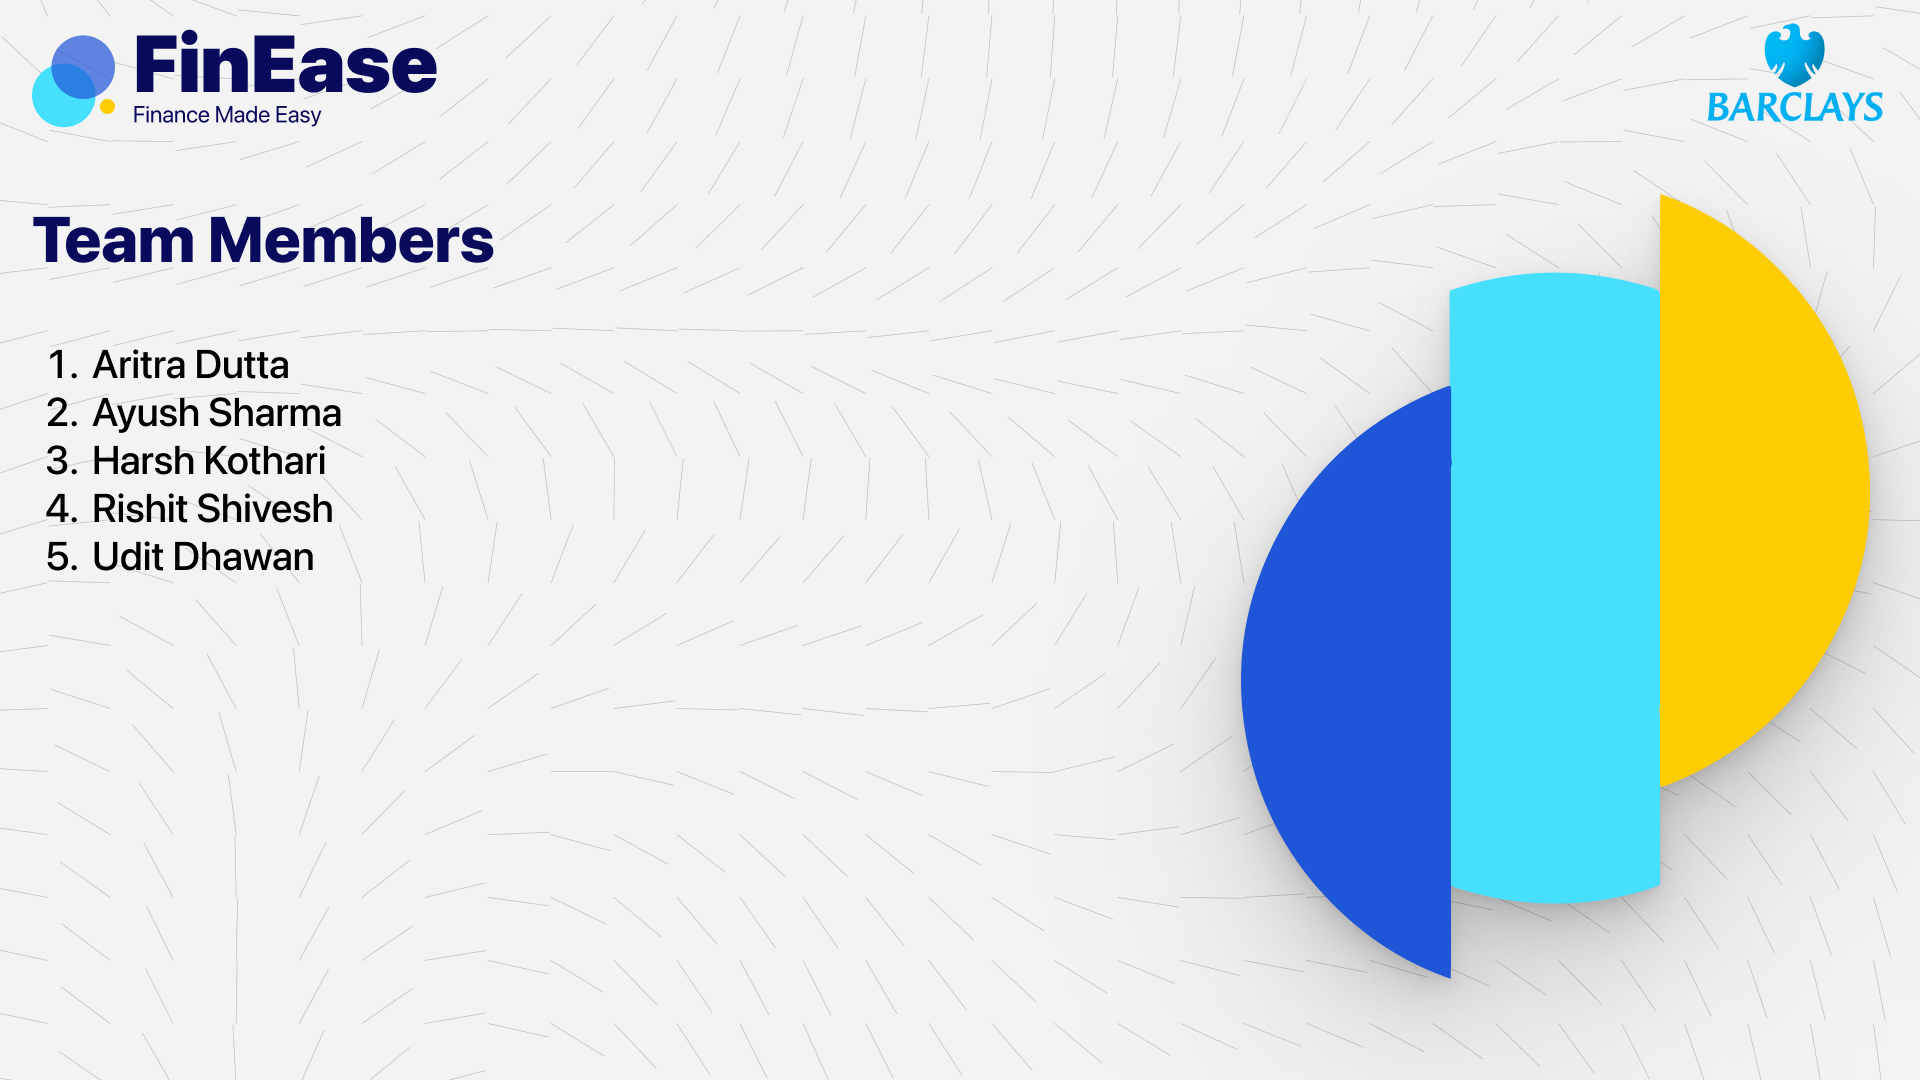 FinEase
Finance Made Easy
BARCLAYS
Team Members
1. Aritra Dutta
2. Ayush Sharma
3. Harsh Kothari
4. Rishit Shivesh
5. Udit Dhawan